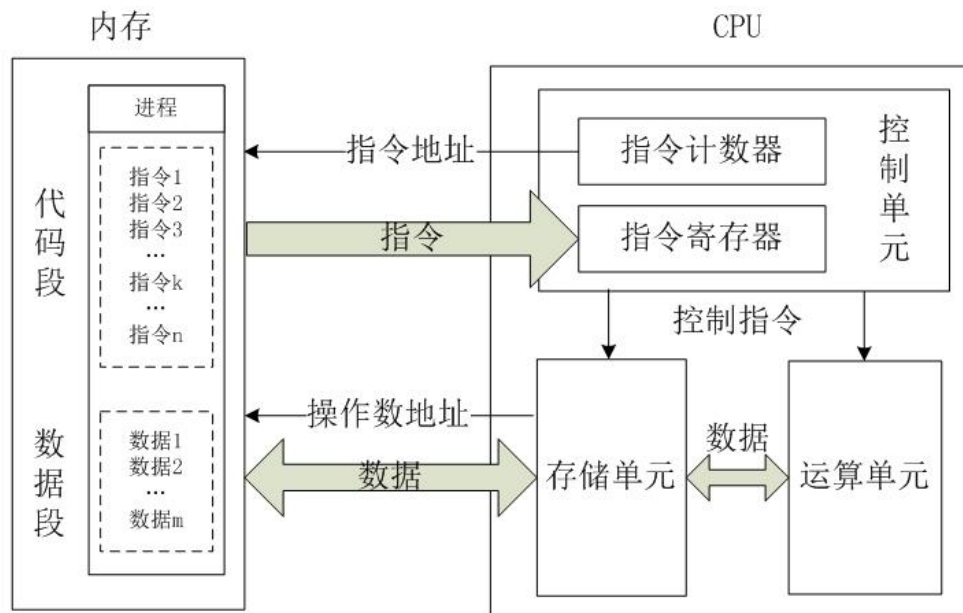 内存
CPU
进程
代码段
指令1
指令2
指令3
...
指令k
...
指令n
数据段
数据1
数据2
...
数据m
指令地址
指令
操作数地址
数据
指令计数器
指令寄存器
控制单元
控制指令
存储单元
数据
运算单元